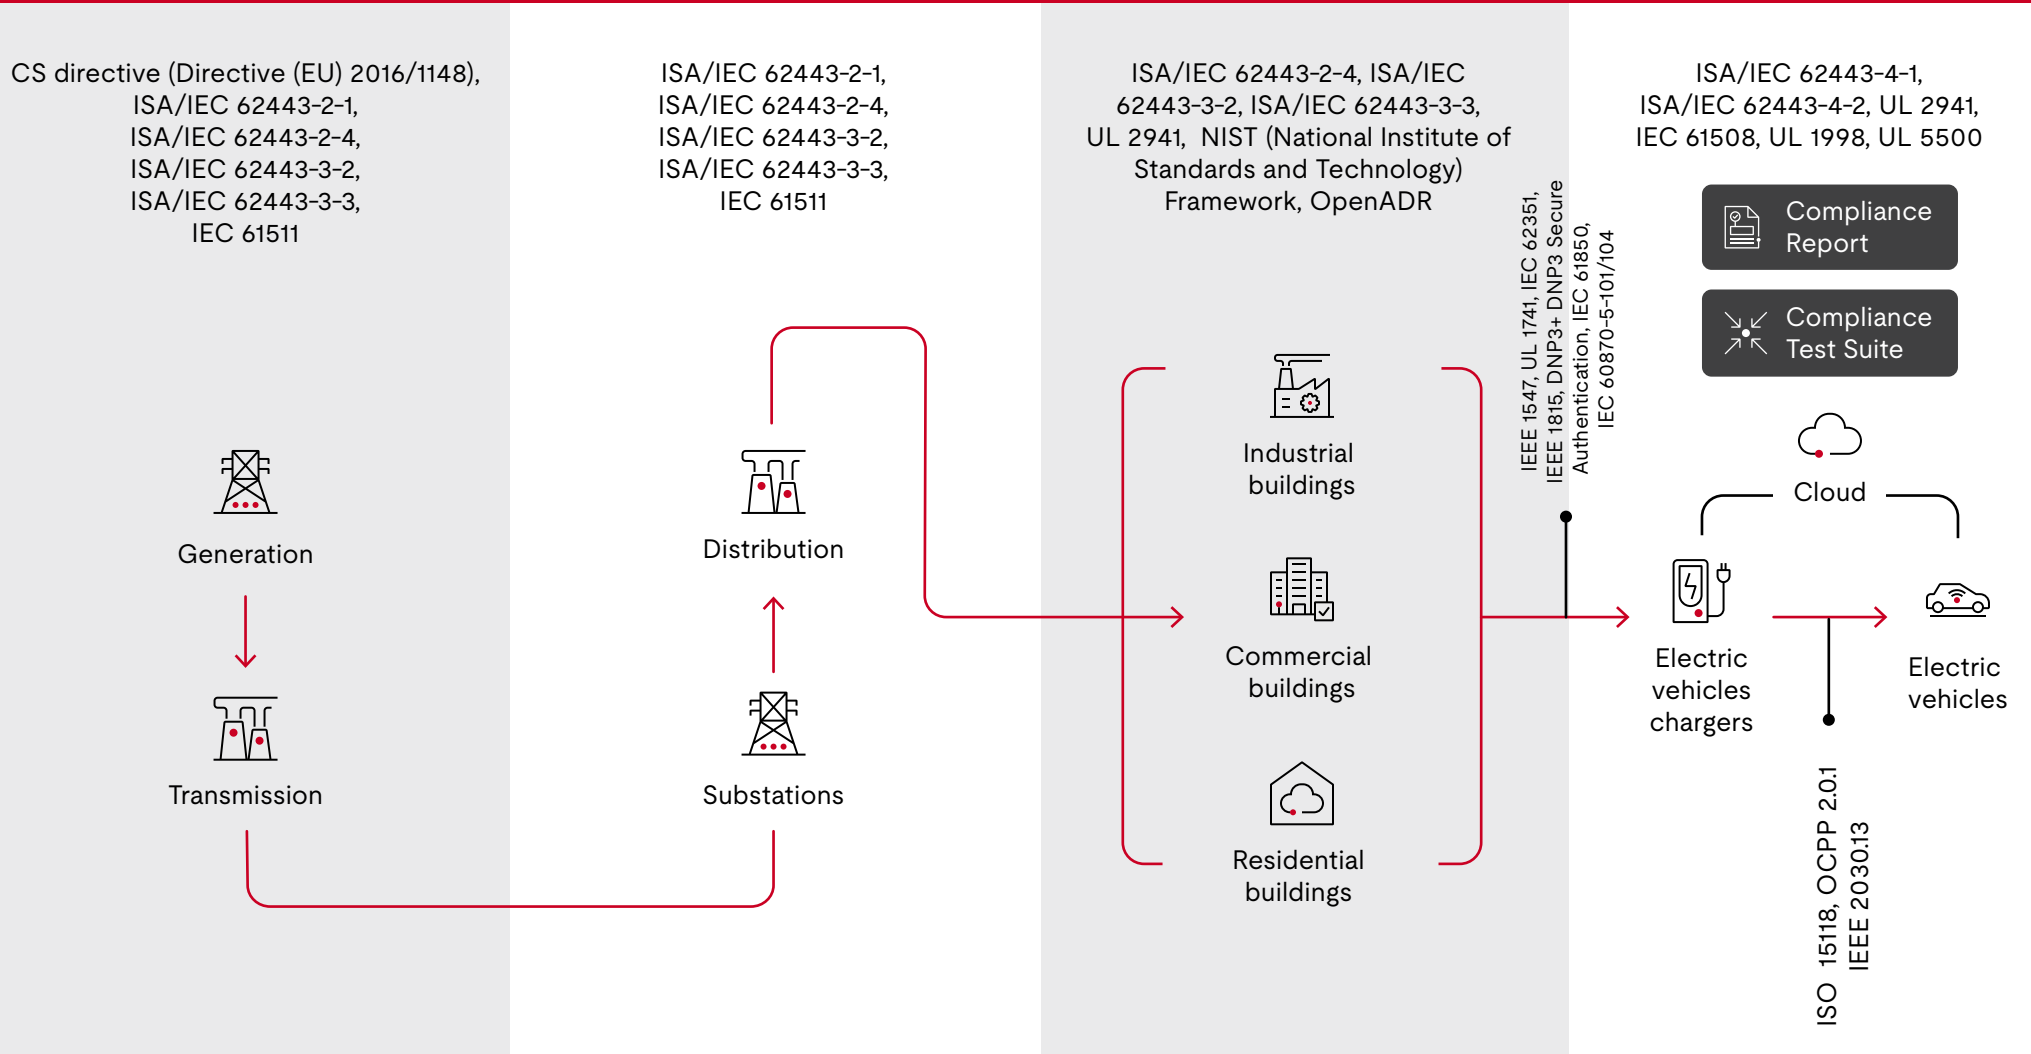 CS directive (Directive (EU) 2016/1148),
ISA/IEC 62443-2-1,
ISA/IEC 62443-2-4,
ISA/IEC 62443-3-2,
ISA/IEC 62443-3-3,
IEC 61511
Generation
Transmission
ISA/IEC 62443-2-1,
ISA/IEC 62443-2-4,
ISA/IEC 62443-3-2,
ISA/IEC 62443-3-3,
IEC 61511
Distribution
Substations
ISA/IEC 62443-2-4, ISA/IEC
62443-3-2, ISA/IEC 62443-3-3,
UL 2941, NIST (National Institute of
Standards and Technology)
Framework, OpenADR
Industrial
buildings
Commercial
buildings
Residential
buildings
IEEE 1547, UL 1741, IEC 62351,
IEEE 1815, DNP3+ DNP3 Secure
Authentication, IEC 61850,
IEC 60870-5-101/104
ISA/IEC 62443-4-1,
ISA/IEC 62443-4-2, UL 2941,
IEC 61508, UL 1998, UL 5500
Compliance
Report
Compliance
Test Suite
Cloud
Electric
vehicles
chargers
Electric
vehicles
ISO 15118, OCPP 2.0.1
IEEE 2030.13